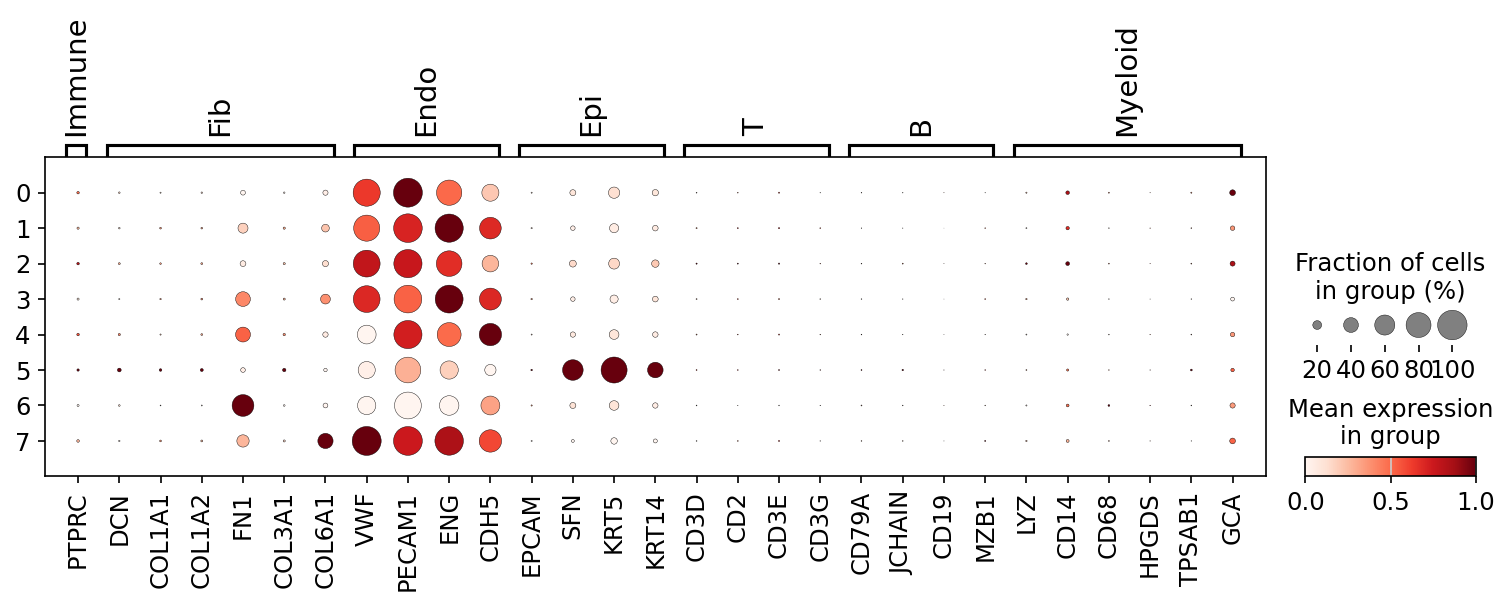 Immune
Fib
Endo
Epi
T
B
Myeloid
0
1
2
3
4
5
6
7
PTPRC
DCN
COL1A1
COL1A2
FN1
COL3A1
COL6A1
VWF
PECAM1
ENG
CDH5
EPCAM
SFN
KRT5
KRT14
CD3D
CD2
CD3E
CD3G
CD79A
JCHAIN
CD19
MZB1
LYZ
CD14
CD68
HPGDS
TPSAB1
GCA
Fraction of cells
in group (%)
20 40 60 80 100
Mean expression
in group
0.0 0.5 1.0